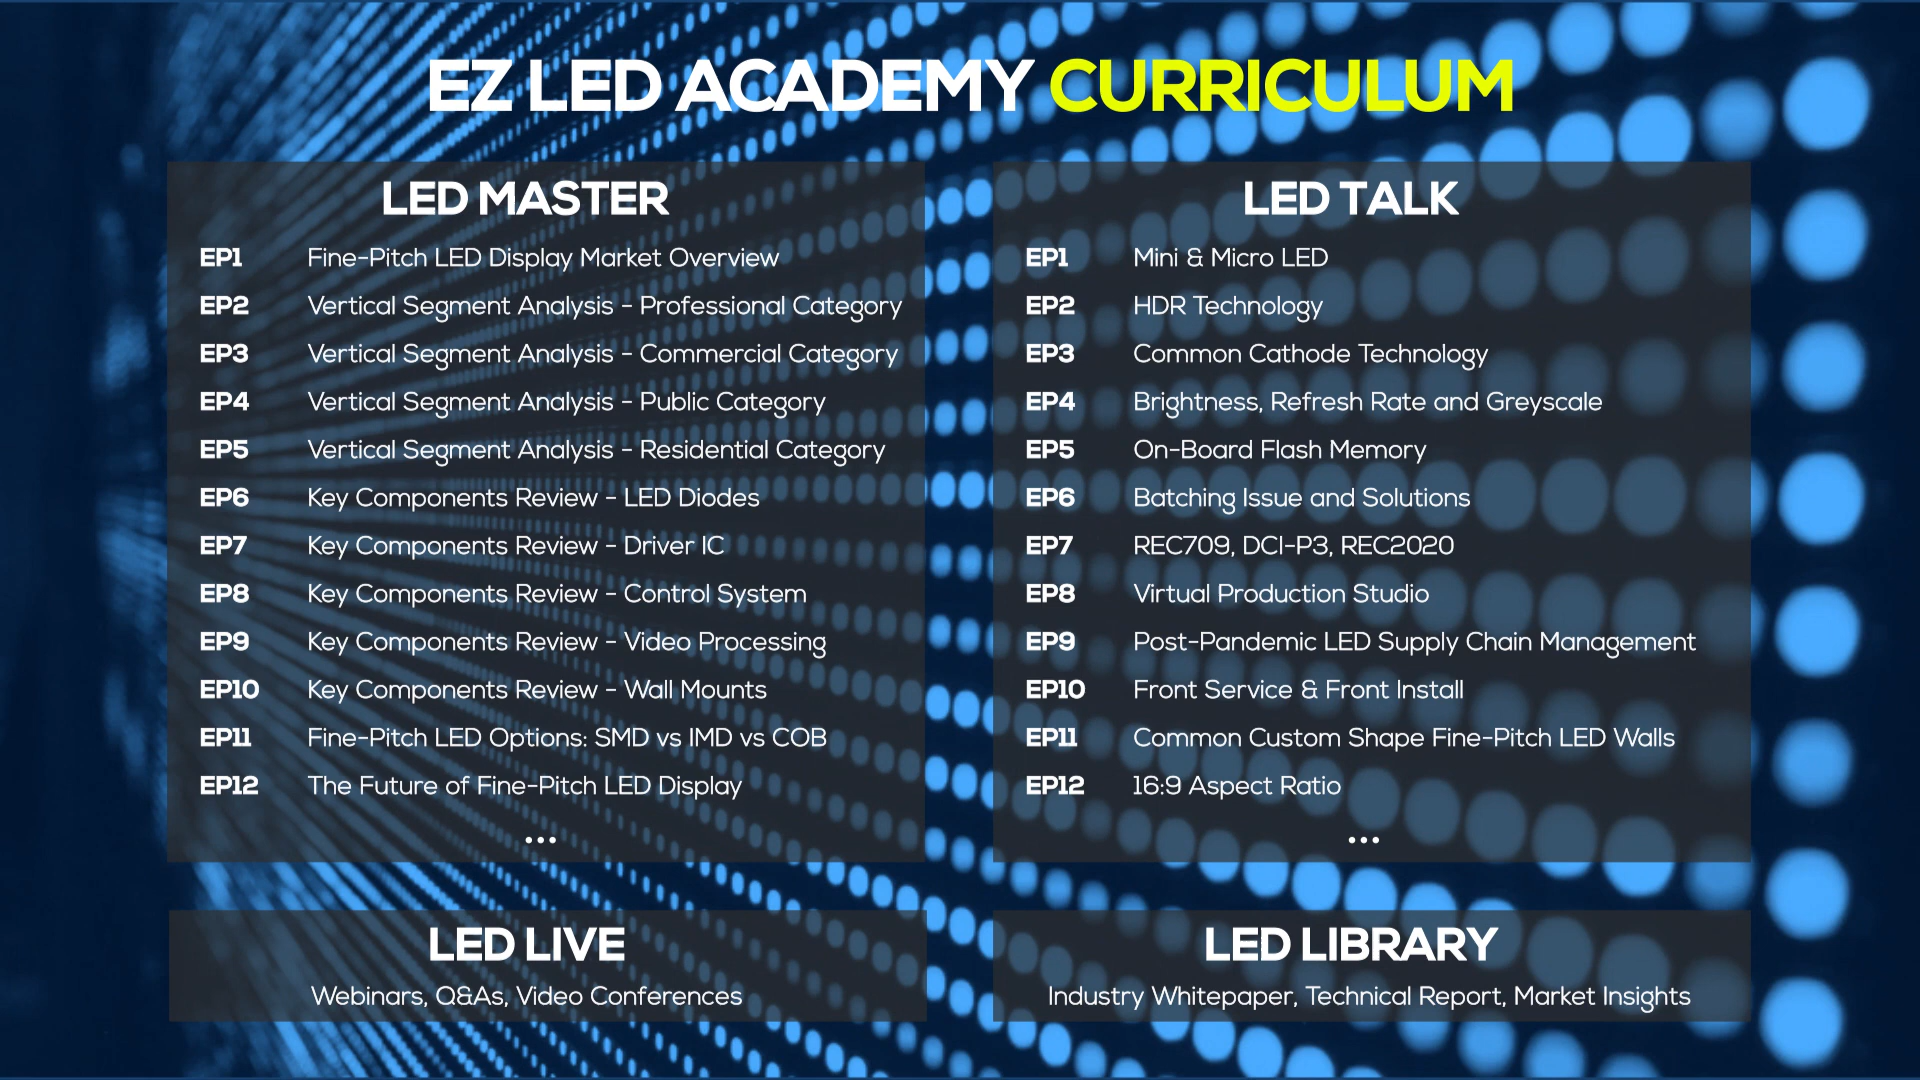 EZ LED ACADEMY CURRICULUM
LED MASTER
EP1 Fine-Pitch LED Display Market Overview
EP2 Vertical Segment Analysis - Professional Category
EP3 Vertical Segment Analysis - Commercial Category
EP4 Vertical Segment Analysis - Public Category
EP5 Vertical Segment Analysis - Residential Category
EP6 Key Components Review - LED Diodes
EP7 Key Components Review - Driver IC
EP8 Key Components Review - Control System
EP9 Key Components Review - Video Processing
EP10 Key Components Review - Wall Mounts
EP11 Fine-Pitch LED Options: SMD vs IMD vs COB
EP12 The Future of Fine-Pitch LED Display
...
LED TALK
EP1 Mini & Micro LED
EP2 HDR Technology
EP3 Common Cathode Technology
EP4 Brightness, Refresh Rate and Greyscale
EP5 On-Board Flash Memory
EP6 Batching Issue and Solutions
EP7 REC709, DCI-P3, REC2020
EP8 Virtual Production Studio
EP9 Post-Pandemic LED Supply Chain Management
EP10 Front Service & Front Install
EP11 Common Custom Shape Fine-Pitch LED Walls
EP12 16:9 Aspect Ratio
...
LED LIVE
Webinars, Q&As, Video Conferences
LED LIBRARY
Industry Whitepaper, Technical Report, Market Insights